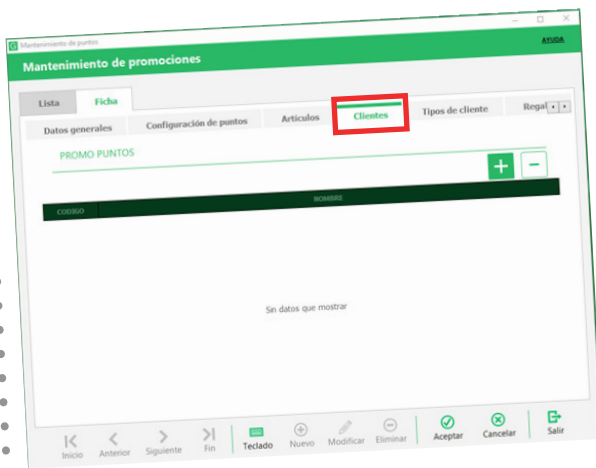 Mantenimiento de puntos
Mantenimiento de promociones
AYUDA
Lista Ficha
Datos generales Configuración de puntos Artículos Clientes Tipos de cliente Regal
PROMO PUNTOS
CODIGO NOMBRE
Sin datos que mostrar
Inicio Anterior Siguiente Fin Teclado Nuevo Modificar Eliminar Aceptar Cancelar Salir